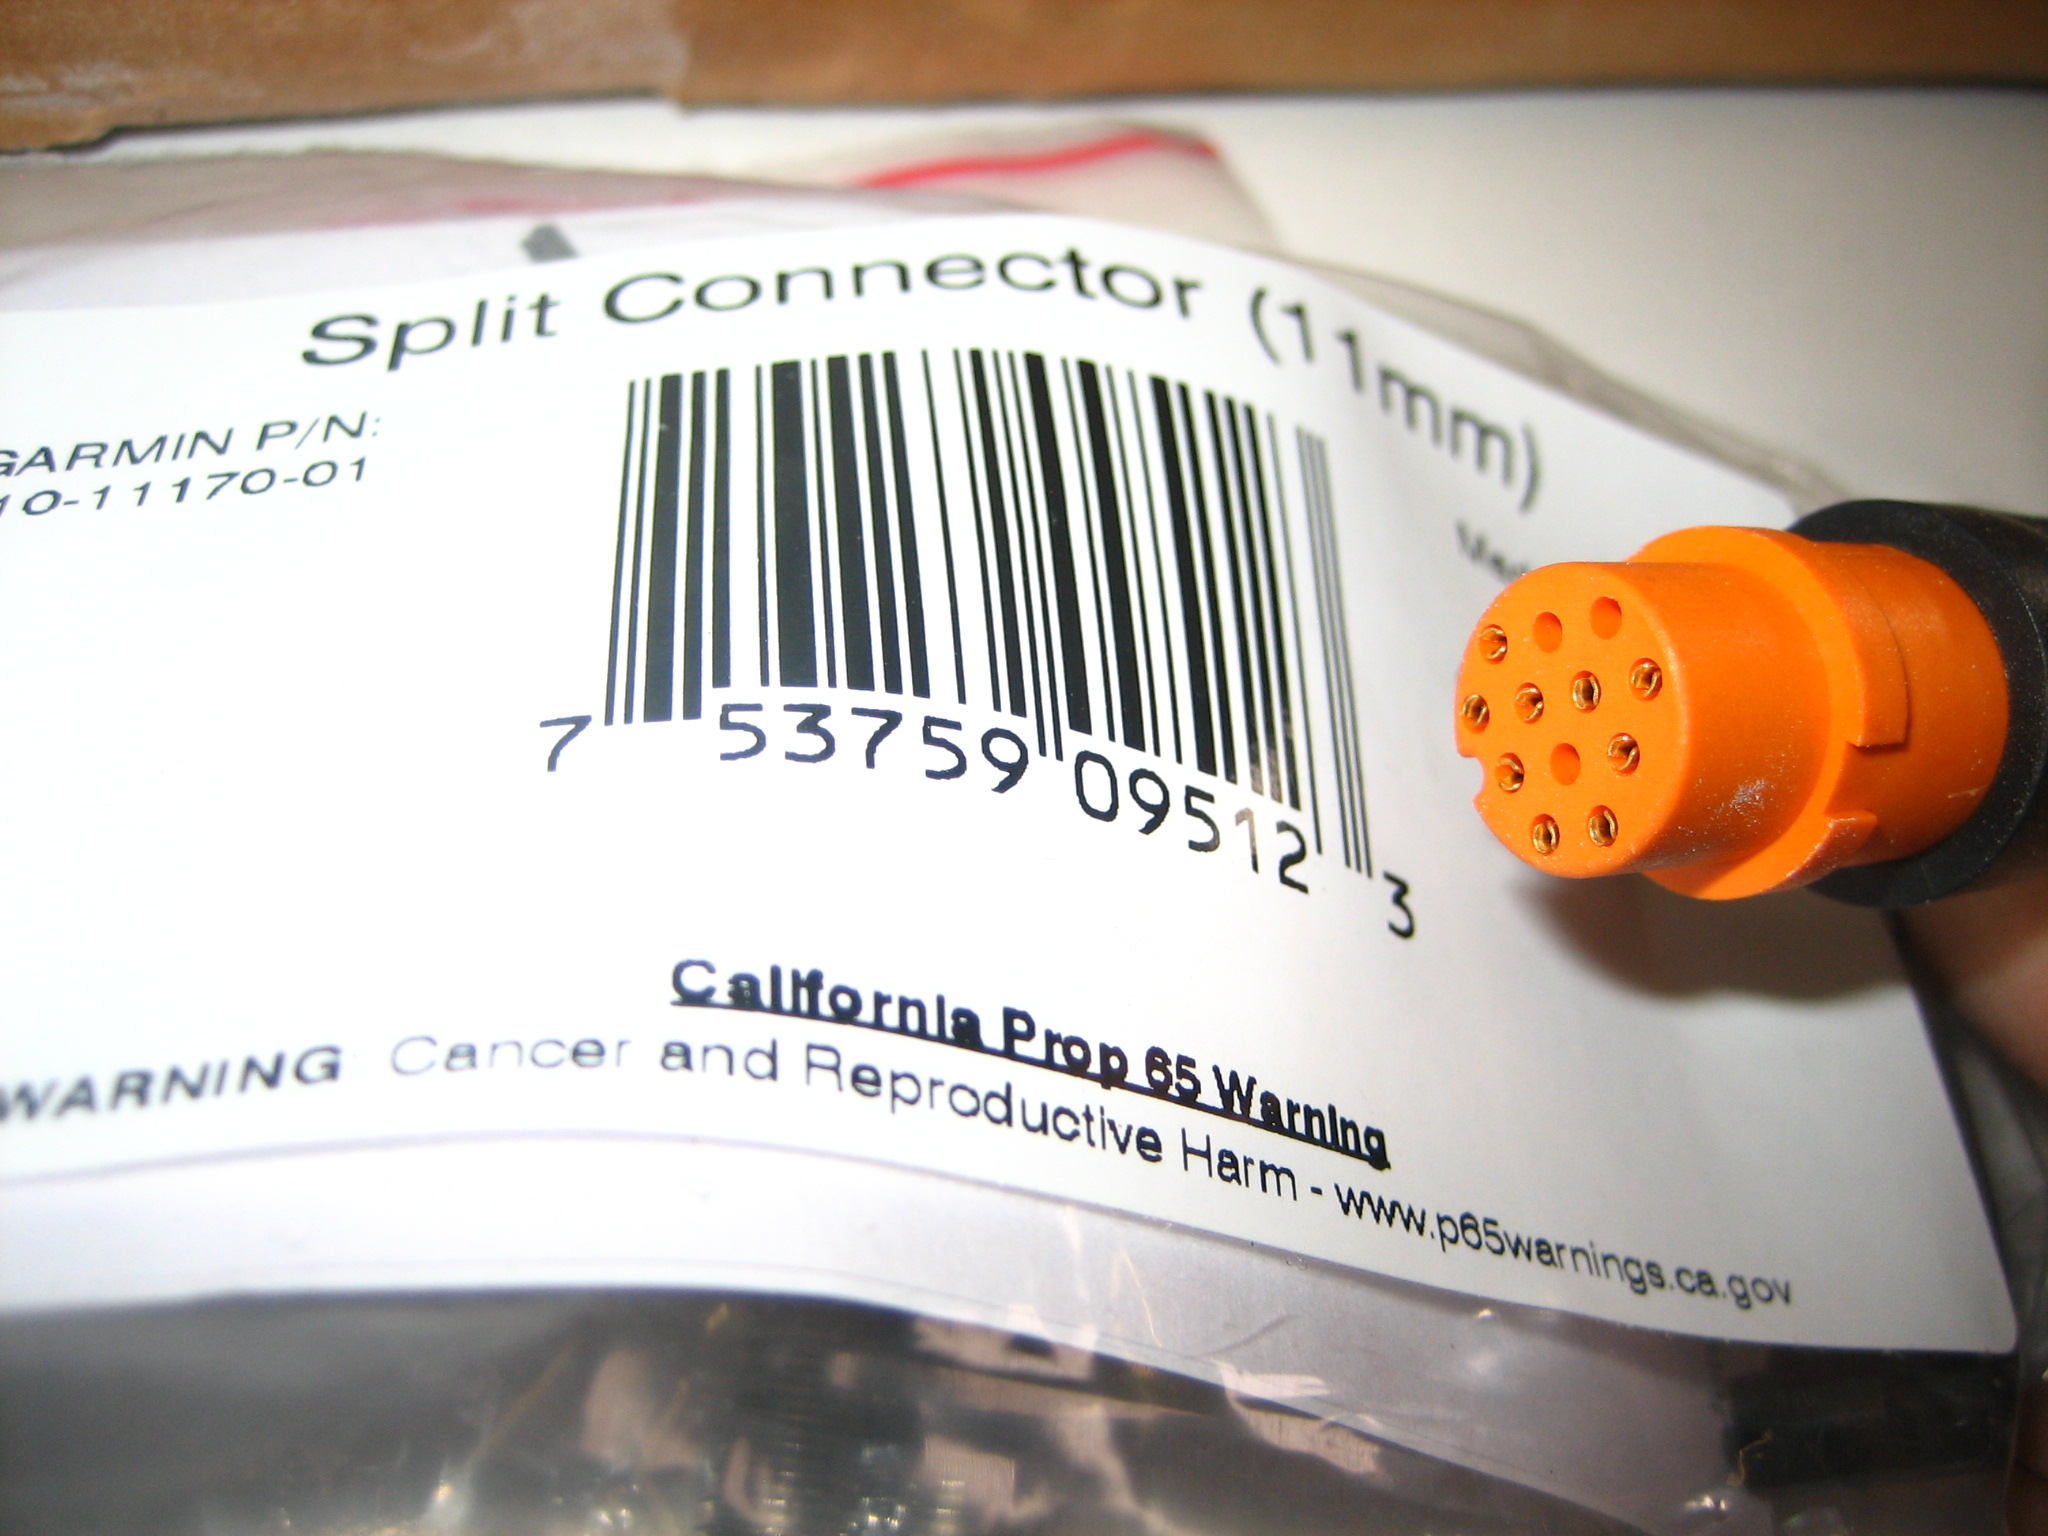 Split Connector (11mm)
GARMIN P/N:
10-11170-01
7 53759 09512 3
California Prop 65 Warning
WARNING Cancer and Reproductive Harm - www.p65warnings.ca.gov